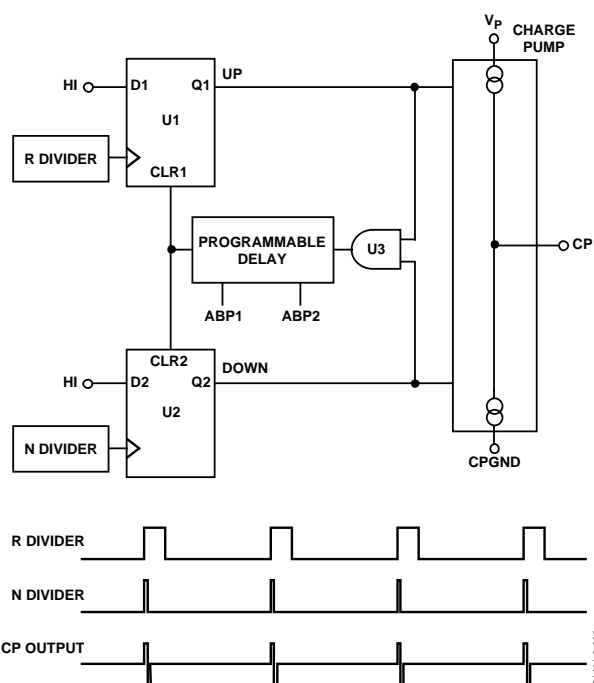 VP
CHARGE
PUMP
UP
HI
D1
Q1
U1
R DIVIDER
CLR1
PROGRAMMABLE
DELAY
U3
CP
ABP1
ABP2
CLR2
DOWN
HI
D2
Q2
U2
N DIVIDER
CPGND
R DIVIDER
N DIVIDER
CP OUTPUT